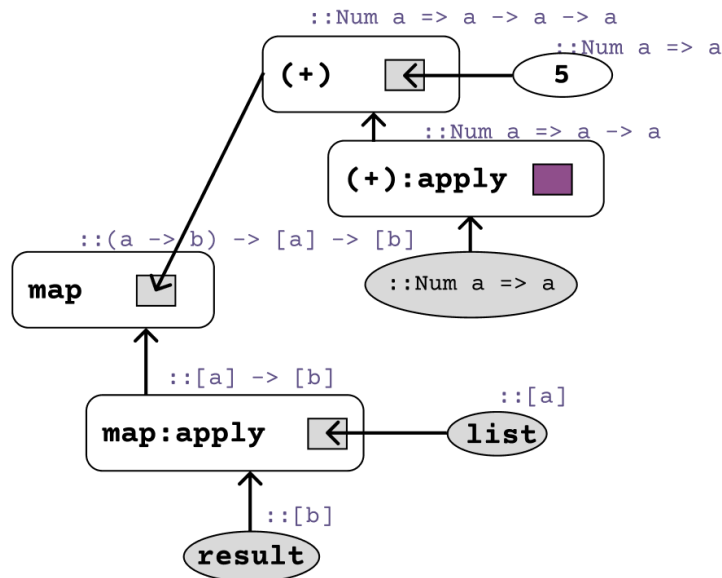 ::Num a => a -> a -> a
(+)
::Num a => a
5
::Num a => a -> a
(+):apply
::(a -> b) -> [a] -> [b]
::Num a => a
map
::[a] -> [b]
::[a]
map:apply
list
::[b]
result